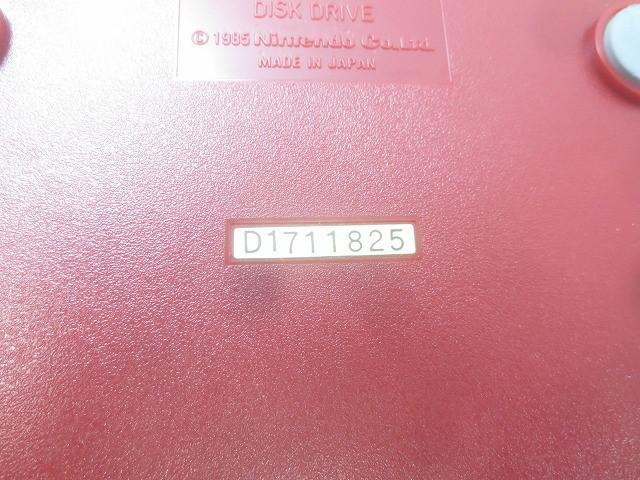 DISK DRIVE
© 1985 Nintendo Co., Ltd.
MADE IN JAPAN
D1711825